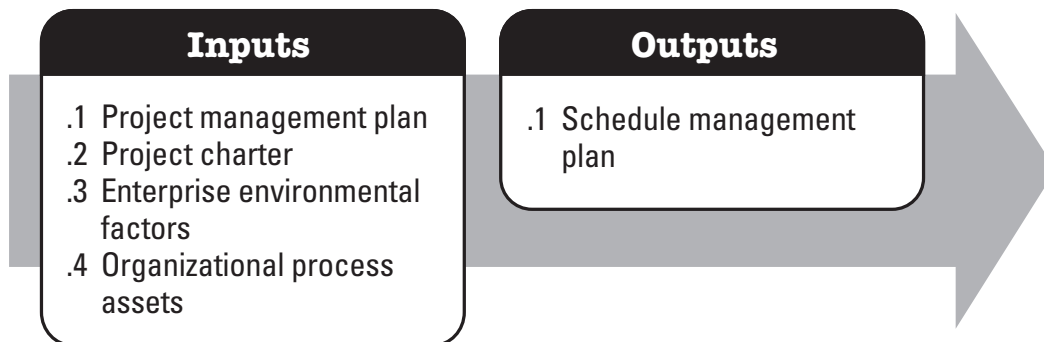 Inputs
.1 Project management plan
.2 Project charter
.3 Enterprise environmental
factors
.4 Organizational process
assets
Outputs
.1 Schedule management
plan